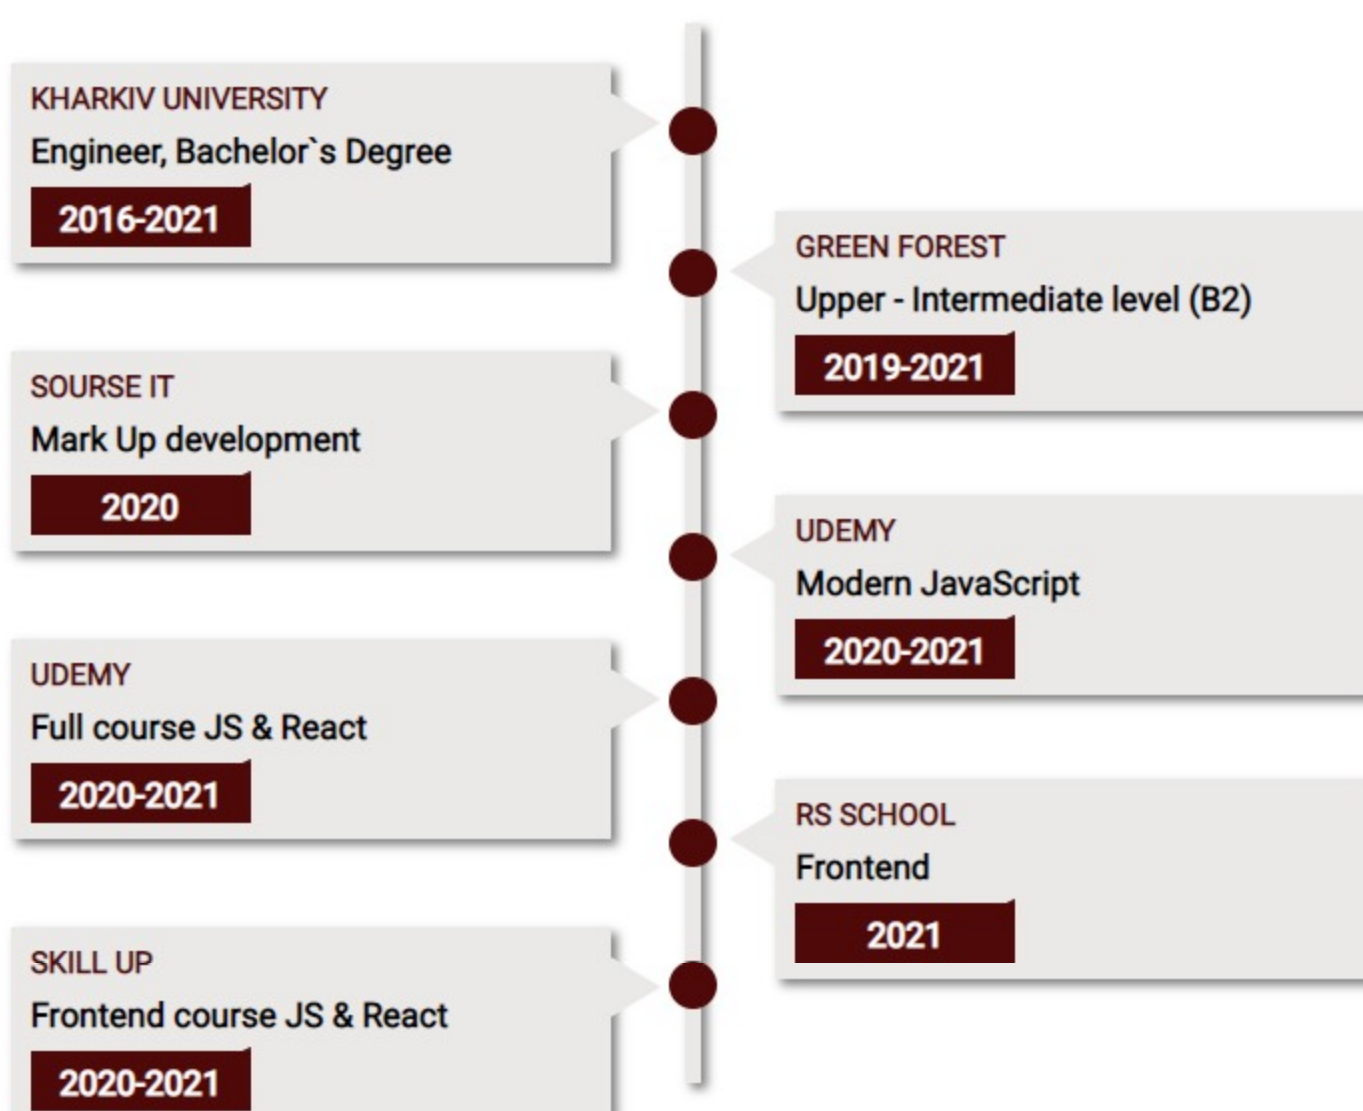 KHARKIV UNIVERSITY
Engineer, Bachelor`s Degree
2016-2021
GREEN FOREST
Upper - Intermediate level (B2)
2019-2021
SOURSE IT
Mark Up development
2020
UDEMY
Modern JavaScript
2020-2021
UDEMY
Full course JS & React
2020-2021
RS SCHOOL
Frontend
2021
SKILL UP
Frontend course JS & React
2020-2021